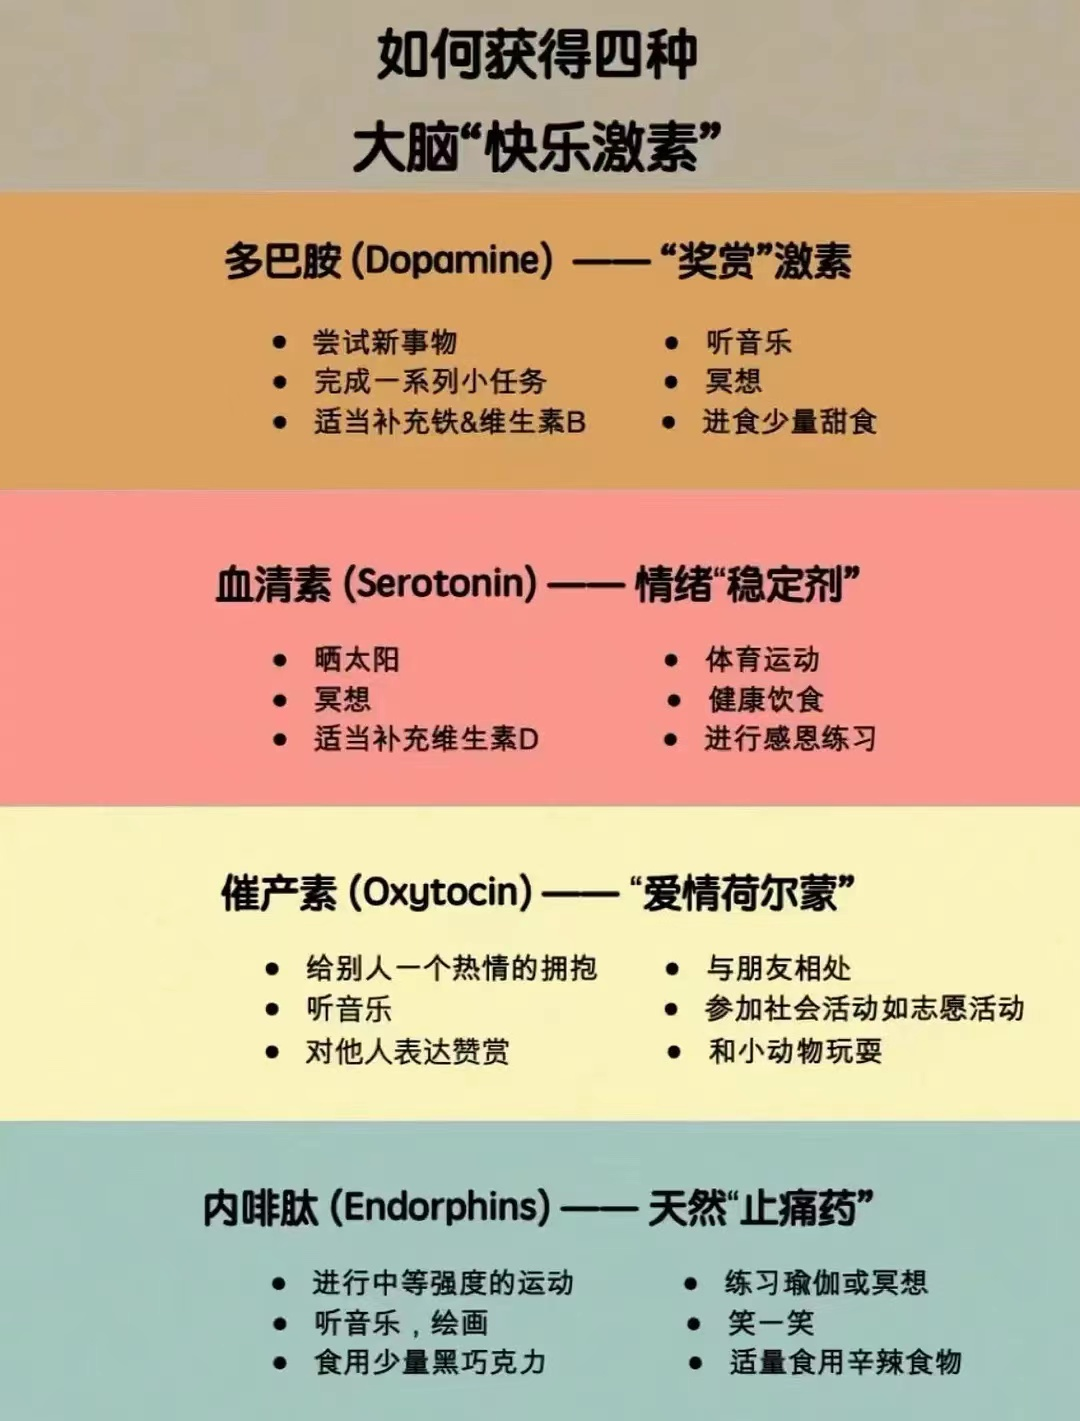 如何获得四种
大脑“快乐激素”
多巴胺 (Dopamine) —— “奖赏”激素
• 尝试新事物
• 完成一系列小任务
• 适当补充铁&维生素B
• 听音乐
• 冥想
• 进食少量甜食
血清素 (Serotonin) —— 情绪“稳定剂”
• 晒太阳
• 冥想
• 适当补充维生素D
• 体育运动
• 健康饮食
• 进行感恩练习
催产素 (Oxytocin) —— “爱情荷尔蒙”
• 给别人一个热情的拥抱
• 听音乐
• 对他人表达赞赏
• 与朋友相处
• 参加社会活动如志愿活动
• 和小动物玩耍
内啡肽 (Endorphins) —— 天然“止痛药”
• 进行中等强度的运动
• 听音乐，绘画
• 食用少量黑巧克力
• 练习瑜伽或冥想
• 笑一笑
• 适量食用辛辣食物